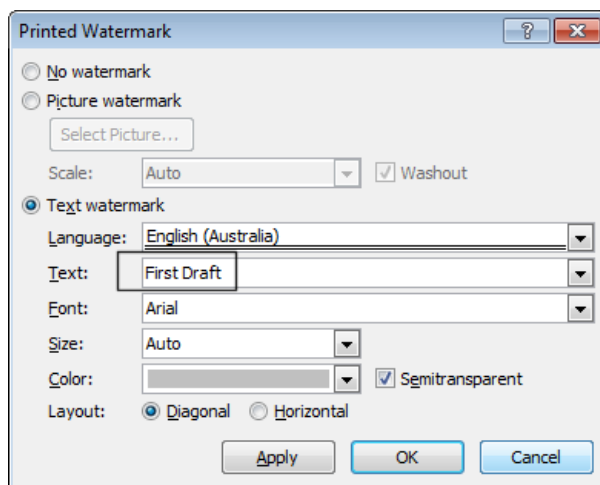 Printed Watermark
No watermark
Picture watermark
Select Picture...
Scale: Auto Washout
Text watermark
Language: English (Australia)
Text: First Draft
Font: Arial
Size: Auto
Color: Semitransparent
Layout: Diagonal Horizontal
Apply OK Cancel